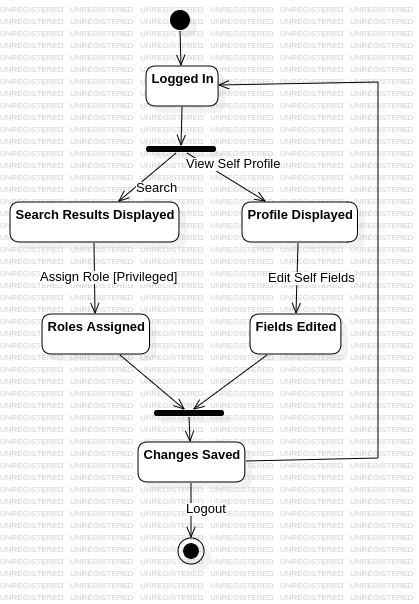 Logged In
View Self Profile
Search
Search Results Displayed
Profile Displayed
Assign Role [Privileged]
Edit Self Fields
Roles Assigned
Fields Edited
Changes Saved
Logout
UNREGISTERED